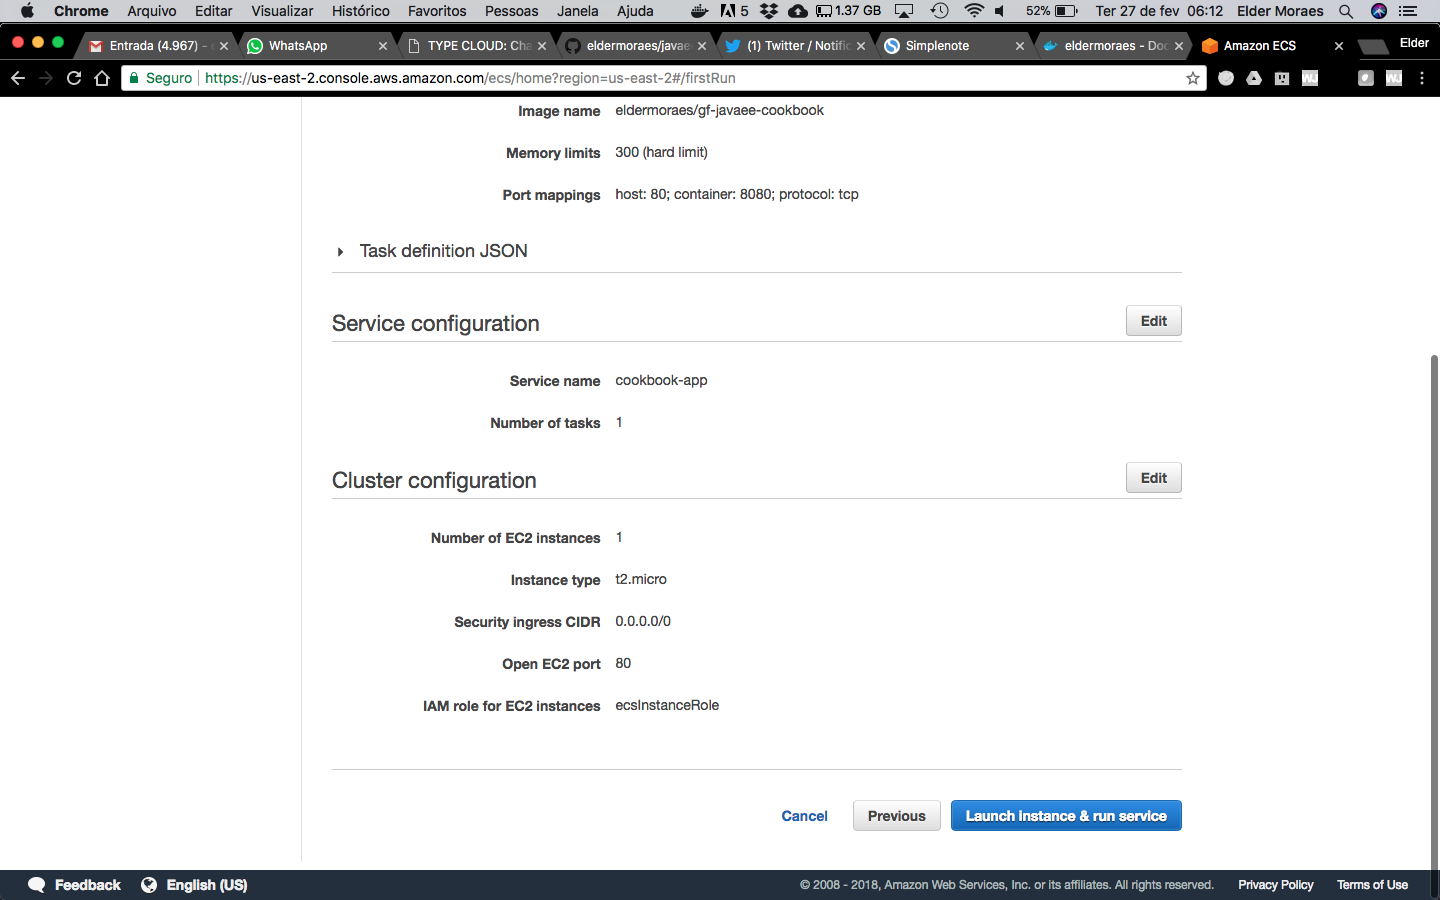 Chrome Arquivo Editar Visualizar Histórico Favoritos Pessoas Janela Ajuda 5 1.37 GB 52% Ter 27 de fev 06:12 Elder Moraes
Entrada (4.967) - WhatsApp TYPE CLOUD: Cha eldermoraes/javae (1) Twitter / Notific Simplenote eldermoraes - Doc Amazon ECS Elder
Seguro https://us-east-2.console.aws.amazon.com/ecs/home?region=us-east-2#/firstRun
Image name eldermoraes/gf-javaee-cookbook
Memory limits 300 (hard limit)
Port mappings host: 80; container: 8080; protocol: tcp
Task definition JSON
Service configuration Edit
Service name cookbook-app
Number of tasks 1
Cluster configuration Edit
Number of EC2 instances 1
Instance type t2.micro
Security ingress CIDR 0.0.0.0/0
Open EC2 port 80
IAM role for EC2 instances ecsInstanceRole
Cancel Previous Launch instance & run service
Feedback English (US) © 2008 - 2018, Amazon Web Services, Inc. or its affiliates. All rights reserved. Privacy Policy Terms of Use